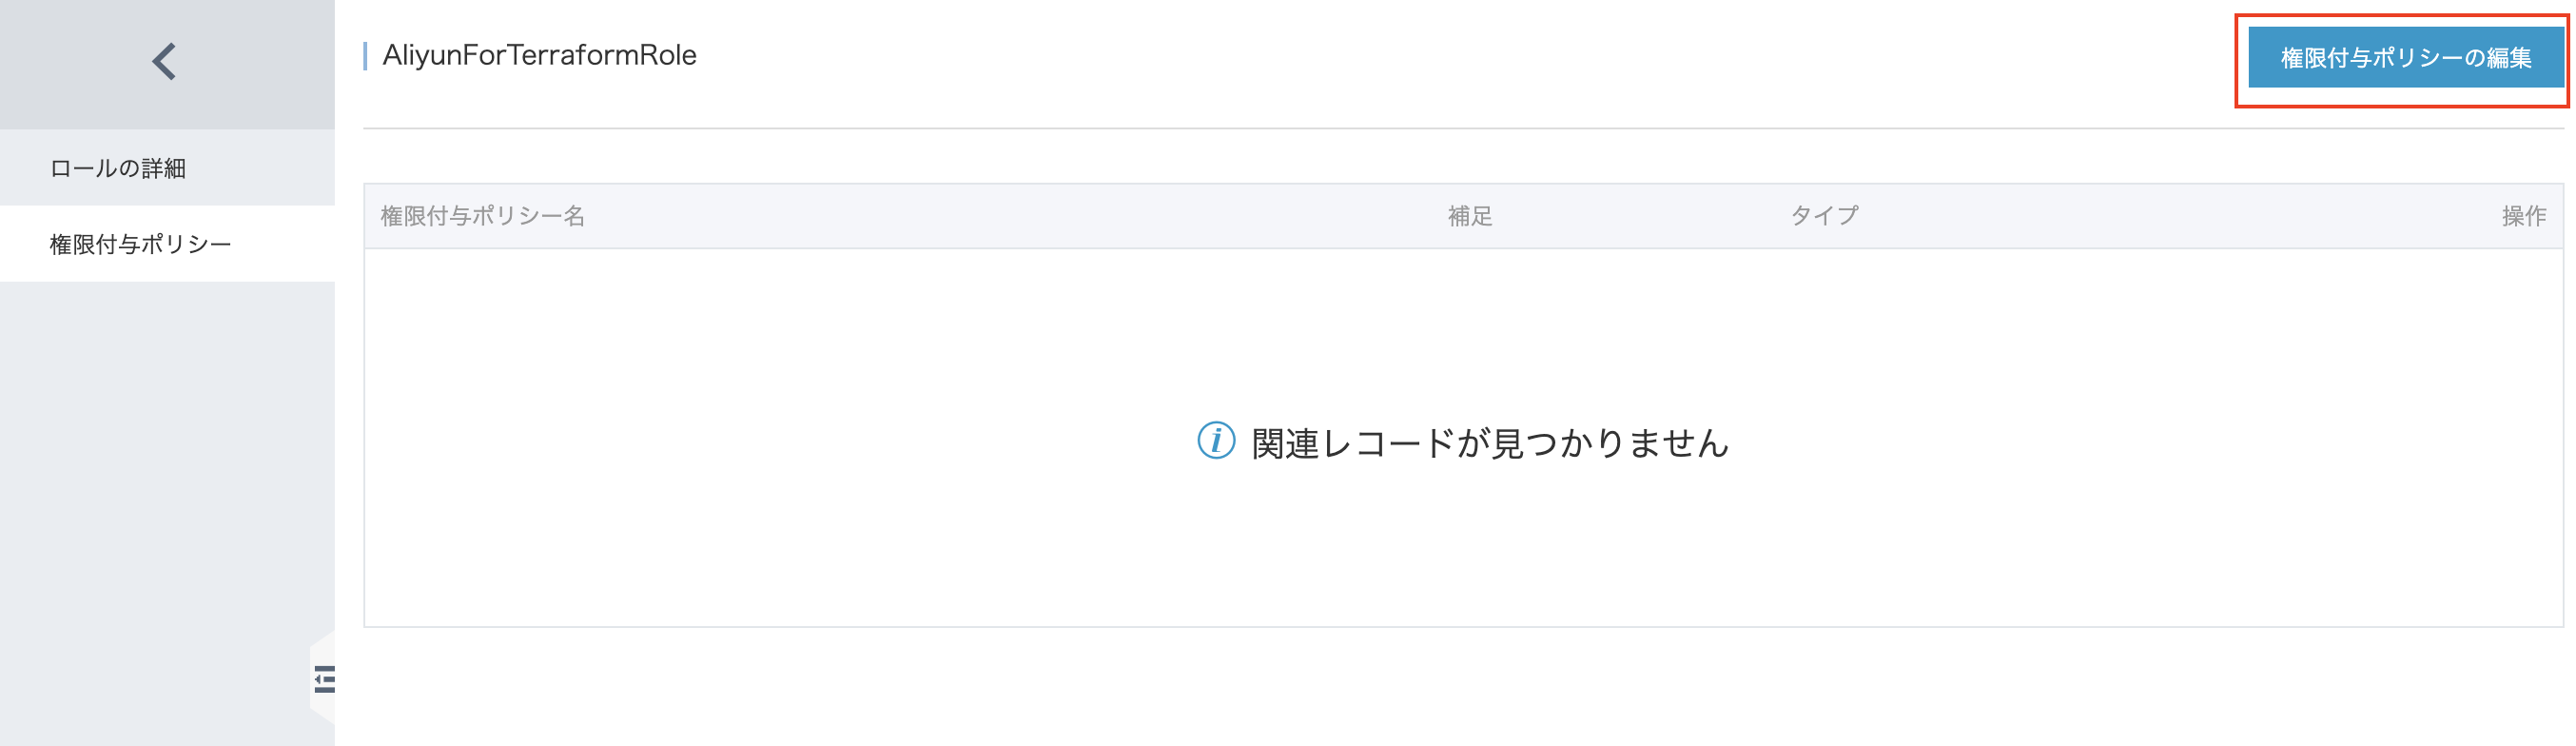 AliyunForTerraformRole
権限付与ポリシーの編集
ロールの詳細
権限付与ポリシー
権限付与ポリシー名
補足
タイプ
操作
関連レコードが見つかりません